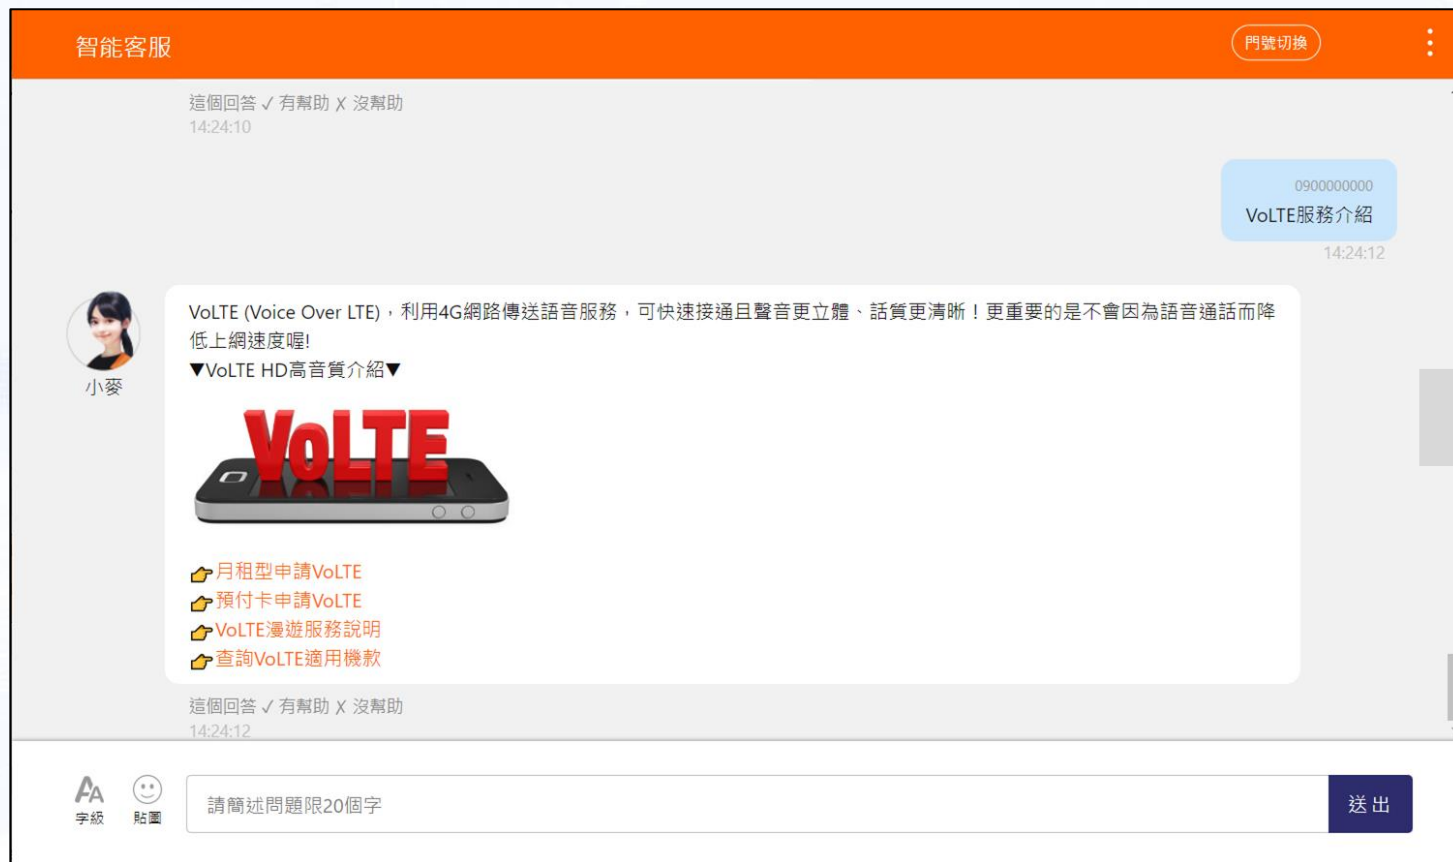 智能客服
門號切換
這個回答 ✓ 有幫助 ✗ 沒幫助
14:24:10
0900000000
VoLTE服務介紹
14:24:12
小麥
VoLTE (Voice Over LTE)，利用4G網路傳送語音服務，可快速接通且聲音更立體、話質更清晰！更重要的是不會因為語音通話而降
低上網速度喔!
▼VoLTE HD高音質介紹▼
VoLTE
👉月租型申請VoLTE
👉預付卡申請VoLTE
👉VoLTE漫遊服務說明
👉查詢VoLTE適用機款
這個回答 ✓ 有幫助 ✗ 沒幫助
14:24:12
字級
貼圖
請簡述問題限20個字
送出